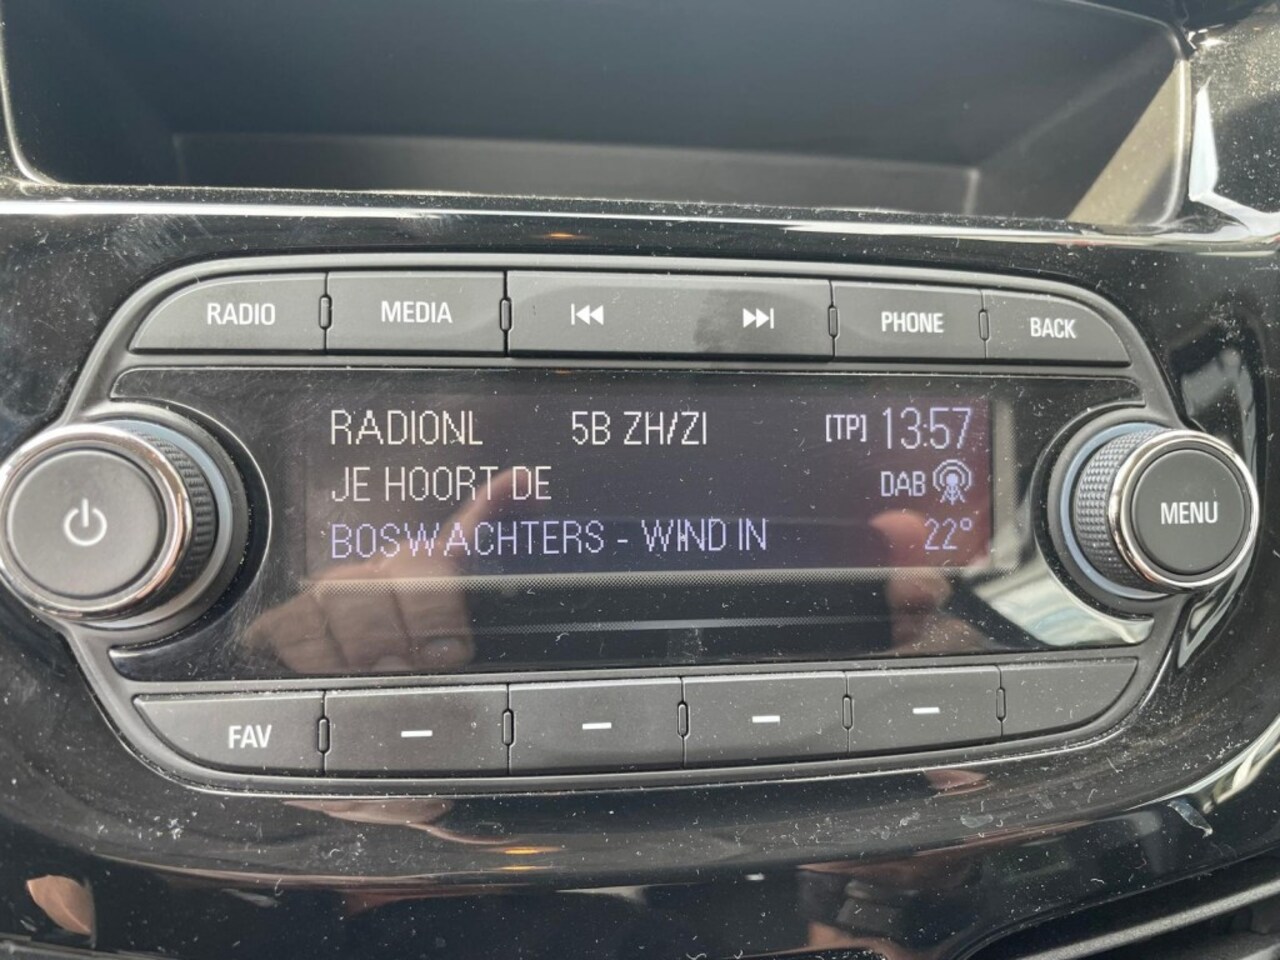 RADIO MEDIA PHONE BACK
RADIONL 5B ZH/ZI [TP] 13:57
JE HOORT DE DAB
BOSWACHTERS - WIND IN 22°
MENU
FAV